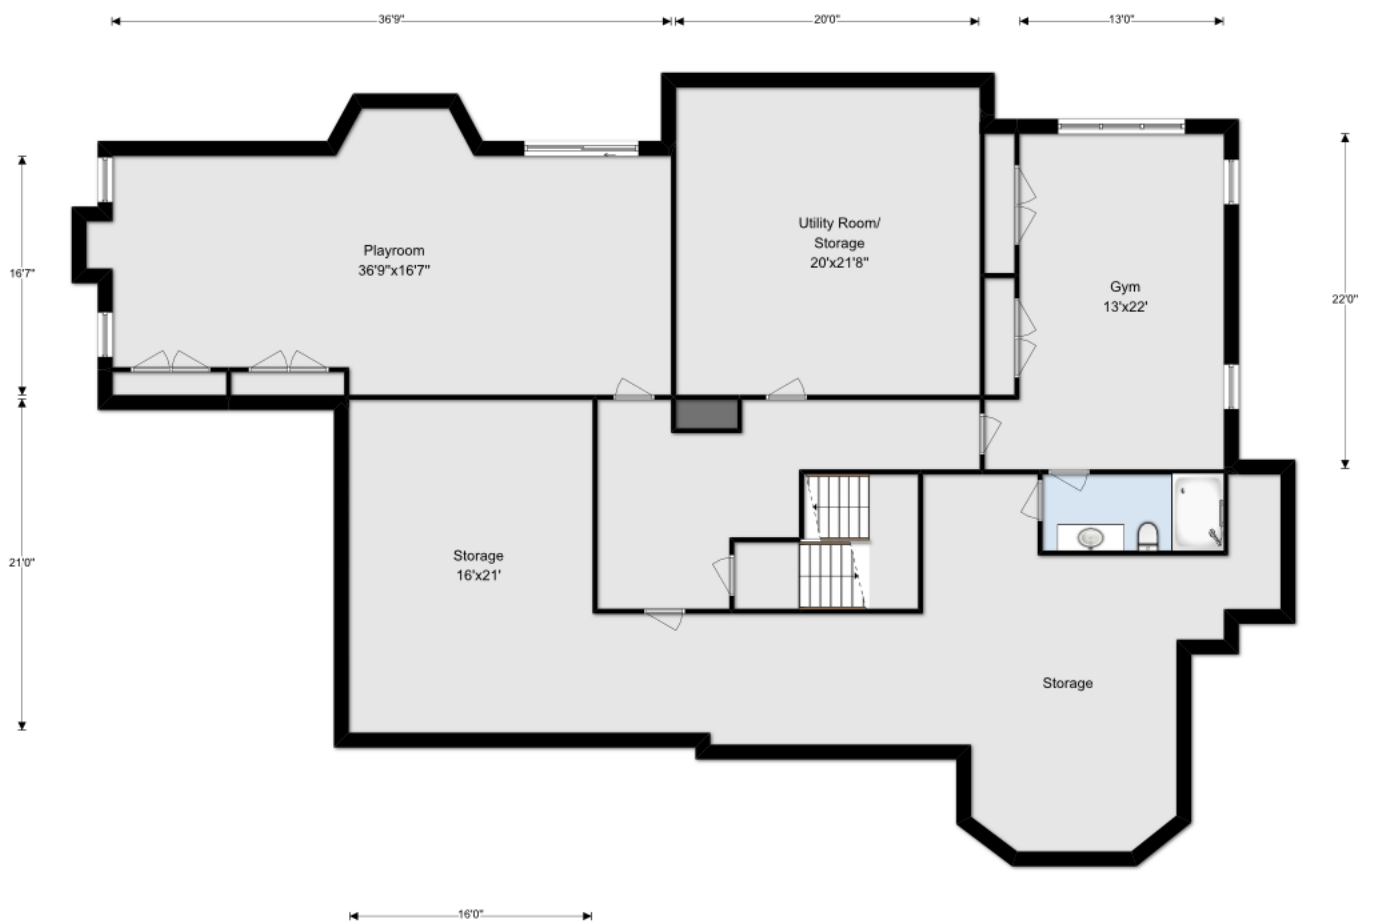 36'9"
20'0"
13'0"
Utility Room/
Storage
20'x21'8"
Playroom
36'9"x16'7"
16'7"
Gym
13'x22'
22'0"
Storage
16'x21'
21'0"
Storage
16'0"